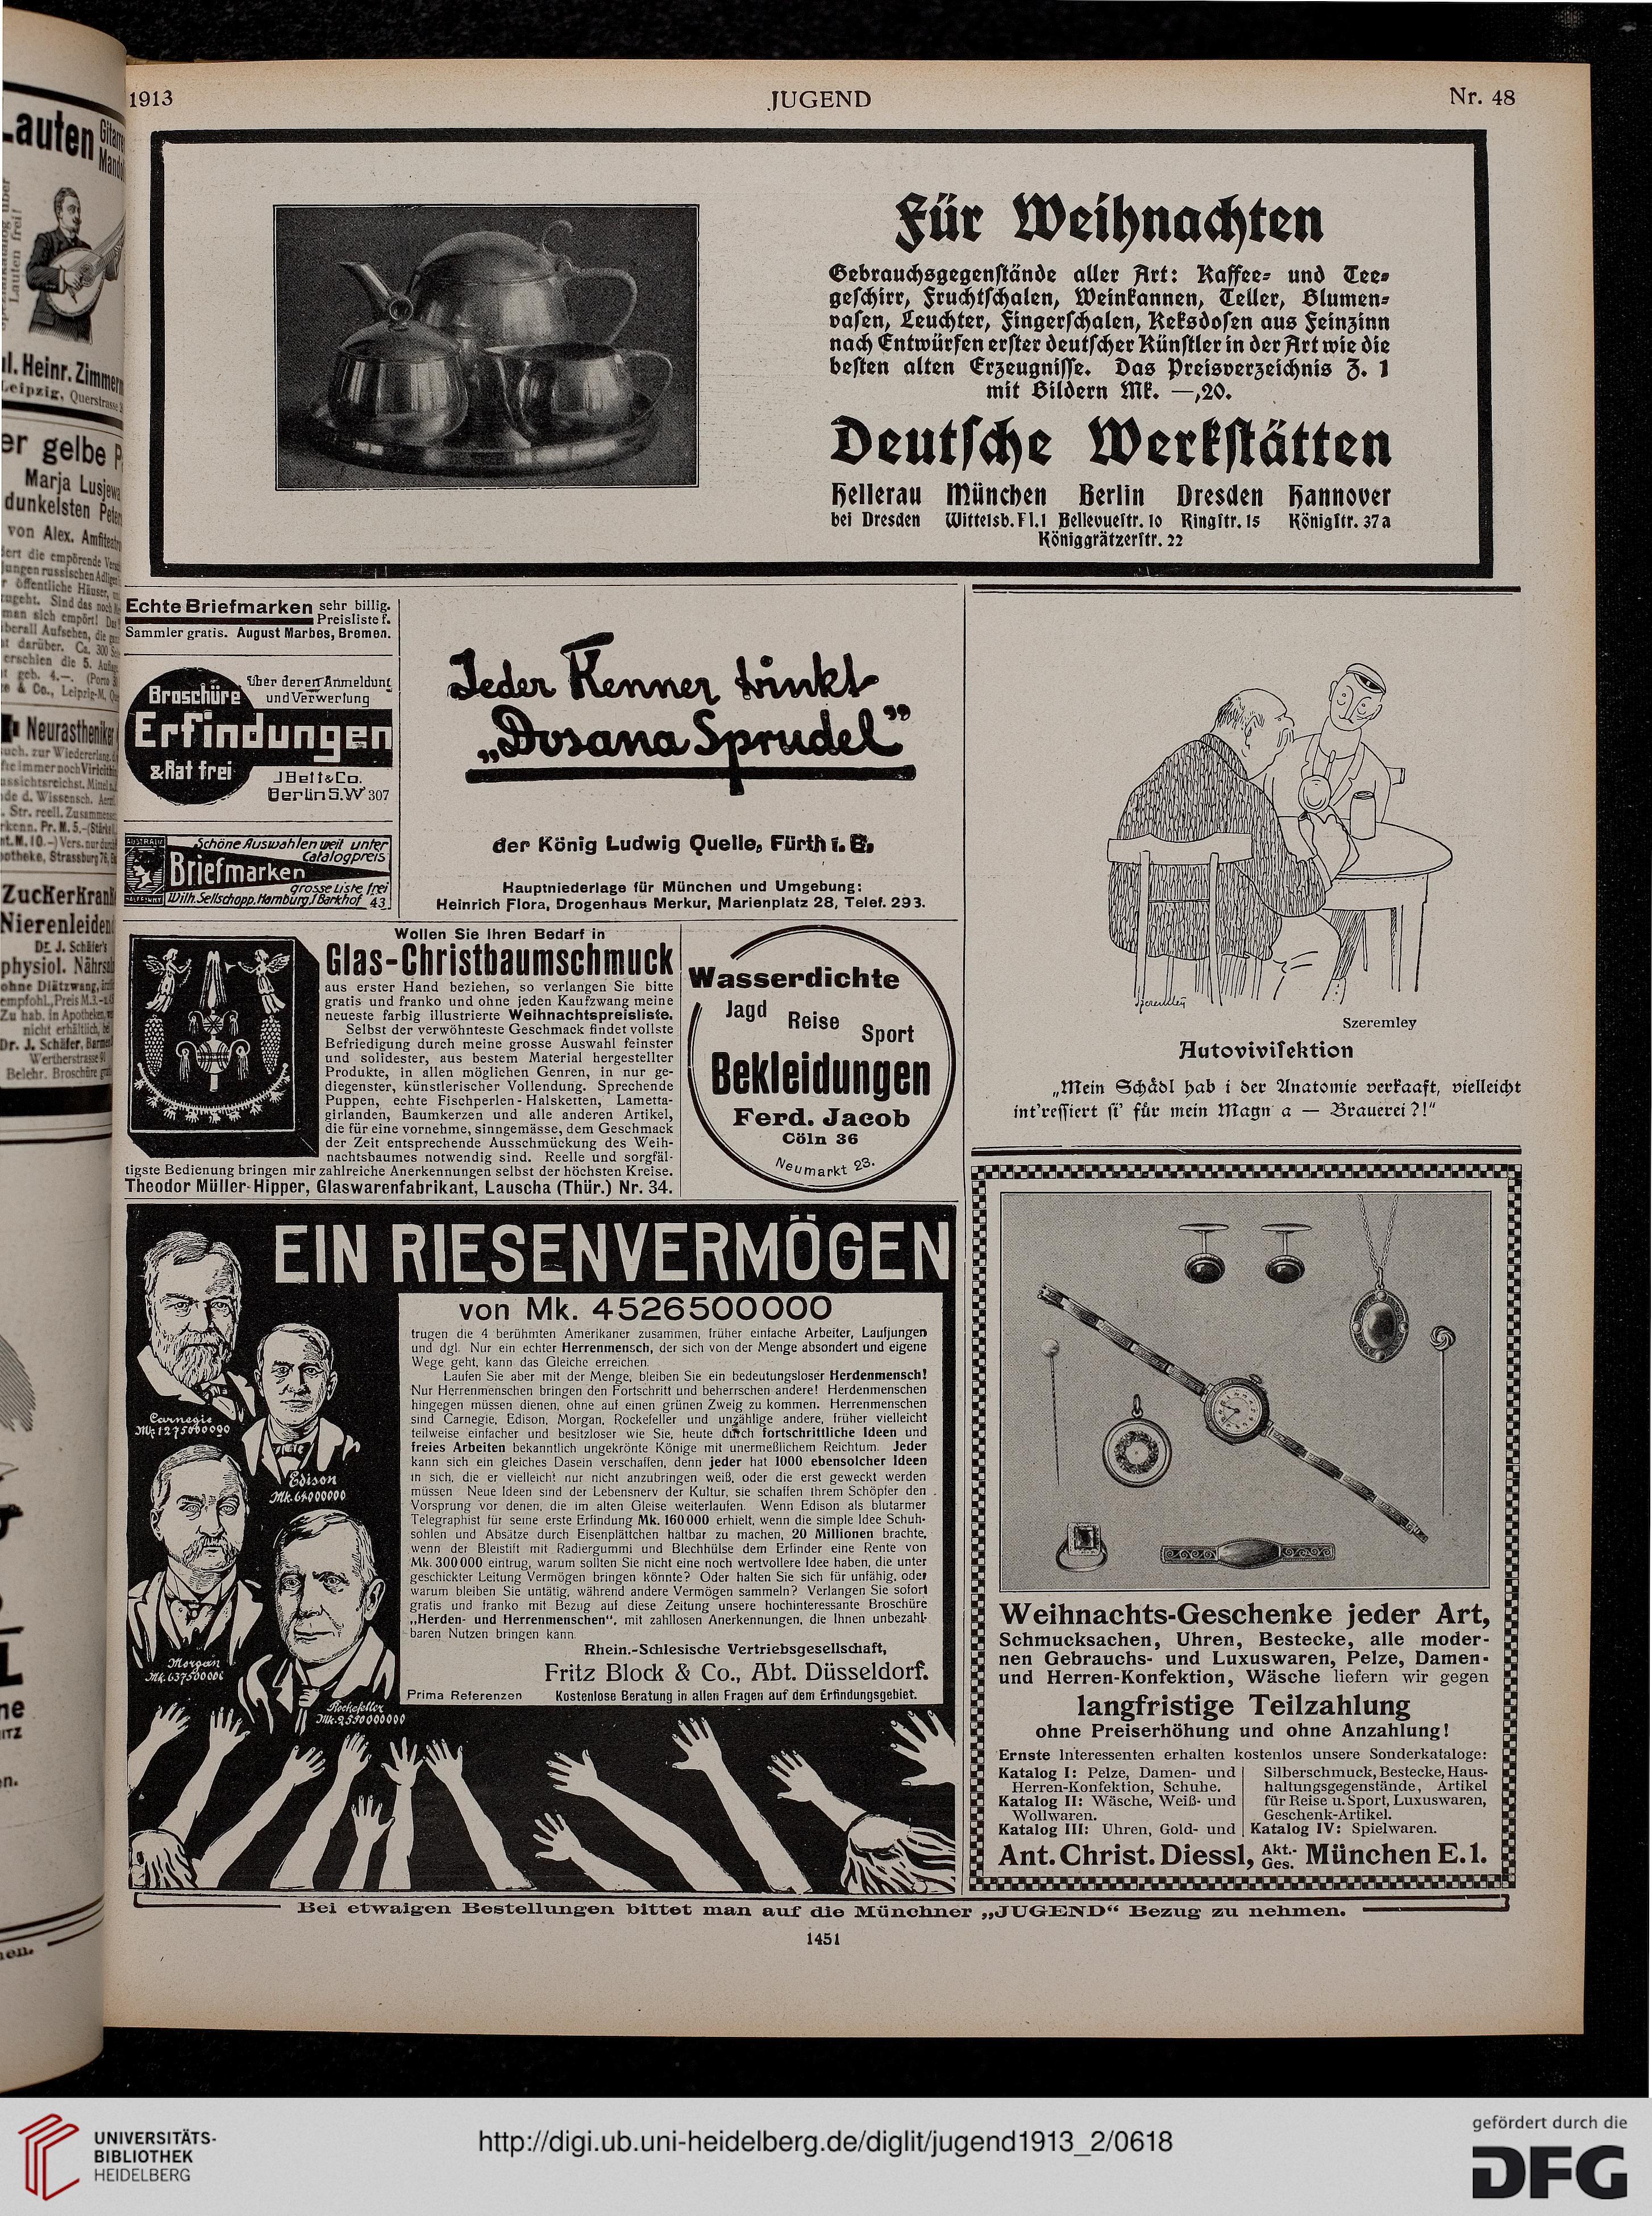 1913
JUGEND
Nr. 48
Für Weihnachten
Gebrauchsgegenstände aller Art: Kaffee- und Tee-
geschirr, Fruchtschalen, Weinkannen, Teller, Blumen-
vasen, Leuchter, Fingerschalen, Keksdosen aus Feinzinn
nach Entwürfen erster deutscher Künstler in der Art wie die
besten alten Erzeugnisse. Das Preisverzeichnis Z. 1
mit Bildern Mk. —,20.
Deutsche Werkstätten
Hellerau München Berlin Dresden Hannover
bei Dresden Wittelsb. Pl. 1 Bellevuestr. 10 Ringstr. 15 Königstr. 37a
Königgrätzerstr. 22
Echte Briefmarken sehr billig.
Preisliste f.
Sammler gratis. August Marbes, Bremen.
Broschüre
über deren Anmeldung
und Verwertung
Erfindungen
& Rat frei
J Bett & Co.
Berlin S.W 307
Schöne Auswahlen weit unter
Catalogpreis
Briefmarken
grosse Liste frei
Wilh. Sellschopp. Hamburg, Barkhof 43
Jeder Kenner trinkt
„Dosana Sprudel”
der König Ludwig Quelle, Fürth i. B.
Hauptniederlage für München und Umgebung:
Heinrich Flora, Drogenhaus Merkur, Marienplatz 28, Telef. 293.
Wollen Sie Ihren Bedarf in
Glas-Christbaumschmuck
aus erster Hand beziehen, so verlangen Sie bitte
gratis und franko und ohne jeden Kaufzwang meine
neueste farbig illustrierte Weihnachtspreisliste.
Selbst der verwöhnteste Geschmack findet vollste
Befriedigung durch meine grosse Auswahl feinster
und solidester, aus bestem Material hergestellter
Produkte, in allen möglichen Genren, in nur ge-
diegenster, künstlerischer Vollendung. Sprechende
Puppen, echte Fischperlen-Halsketten, Lametta-
girlanden, Baumkerzen und alle anderen Artikel,
die für eine vornehme, sinngemässe, dem Geschmack
der Zeit entsprechende Ausschmückung des Weih-
nachtsbaumes notwendig sind. Reelle und sorgfäl-
tigste Bedienung bringen mir zahlreiche Anerkennungen selbst der höchsten Kreise.
Theodor Müller-Hipper, Glaswarenfabrikant, Lauscha (Thür.) Nr. 34.
Wasserdichte
Jagd
Reise
Sport
Bekleidungen
Ferd. Jacob
Cöln 36
Neumarkt 23.
Szeremley
Autovivisektion
„Mein Schädl hab i der Anatomie verkaaft, vielleicht
int'ressiert si' für mein Magn a — Brauerei?!"
EIN RIESENVERMÖGEN
von Mk. 4526500000
trugen die 4 berühmten Amerikaner zusammen, früher einfache Arbeiter, Laufjungen
und dgl. Nur ein echter Herrenmensch, der sich von der Menge absondert und eigene
Wege geht, kann das Gleiche erreichen.
Laufen Sie aber mit der Menge, bleiben Sie ein bedeutungsloser Herdenmensch!
Nur Herrenmenschen bringen den Fortschritt und beherrschen andere! Herdenmenschen
hingegen müssen dienen, ohne auf einen grünen Zweig zu kommen. Herrenmenschen
sind Carnegie, Edison, Morgan, Rockefeller und unzählige andere, früher vielleicht
teilweise einfacher und besitzloser wie Sie, heute durch fortschrittliche Ideen und
freies Arbeiten bekanntlich ungekrönte Könige mit unermeßlichem Reichtum. Jeder
kann sich ein gleiches Dasein verschaffen, denn jeder hat 1000 ebensolcher Ideen
in sich, die er vielleicht nur nicht anzubringen weiß, oder die erst geweckt werden
müssen Neue Ideen sind der Lebensnerv der Kultur, sie schaffen Ihrem Schöpfer den
Vorsprung vor denen, die im alten Gleise weiterlaufen. Wenn Edison als blutarmer
Telegraphist für seine erste Erfindung Mk. 160000 erhielt, wenn die simple Idee Schuh-
sohlen und Absätze durch Eisenplättchen haltbar zu machen, 20 Millionen brachte,
wenn der Bleistift mit Radiergummi und Blechhülse dem Erfinder eine Rente von
Mk. 300000 eintrug, warum sollten Sie nicht eine noch wertvollere Idee haben, die unter
geschickter Leitung Vermögen bringen könnte? Oder halten Sie sich für unfähig, oder
warum bleiben Sie untätig, während andere Vermögen sammeln? Verlangen Sie sofort
gratis und franko mit Bezug auf diese Zeitung unsere hochinteressante Broschüre
„Herden- und Herrenmenschen“, mit zahllosen Anerkennungen, die Ihnen unbezahl-
baren Nutzen bringen kann.
Rhein.-Schlesische Vertriebsgesellschaft,
Fritz Block & Co., Abt. Düsseldorf.
Prima Referenzen Kostenlose Beratung in allen Fragen auf dem Erfindungsgebiet.
Carnegie
Mk. 1275000000
Edison
Mk. 64000000
Morgan
Mk. 637500000
Rockefeller
Mk. 2550000000
Weihnachts-Geschenke jeder Art,
Schmucksachen, Uhren, Bestecke, alle moder-
nen Gebrauchs- und Luxuswaren, Pelze, Damen-
und Herren-Konfektion, Wäsche liefern wir gegen
langfristige Teilzahlung
ohne Preiserhöhung und ohne Anzahlung!
Ernste Interessenten erhalten kostenlos unsere Sonderkataloge:
Katalog I: Pelze, Damen- und
Herren-Konfektion, Schuhe.
Katalog II: Wäsche, Weiß- und
Wollwaren.
Katalog III: Uhren, Gold- und
Silberschmuck, Bestecke, Haus-
haltungsgegenstände, Artikel
für Reise u. Sport, Luxuswaren,
Geschenk-Artikel.
Katalog IV: Spielwaren.
Ant. Christ. Diessl, Akt.-Ges. München E. 1.
Bei etwaigen Bestellungen bittet man auf die Münchner „JUGEND“ Bezug zu nehmen.
1451
UNIVERSITÄTS-
BIBLIOTHEK
HEIDELBERG
http://digi.ub.uni-heidelberg.de/diglit/jugend1913_2/0618
gefördert durch die
DFG